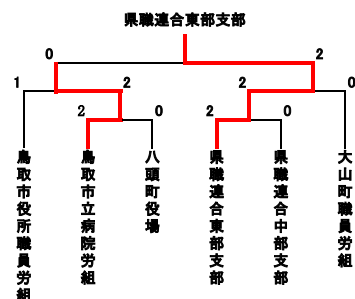 県職連合東部支部
0 2
1 2 2 0
2 0 2 0
鳥取市役所職員労組
鳥取市立病院労組
八頭町役場
県職連合東部支部
県職連合中部支部
大山町職員労組